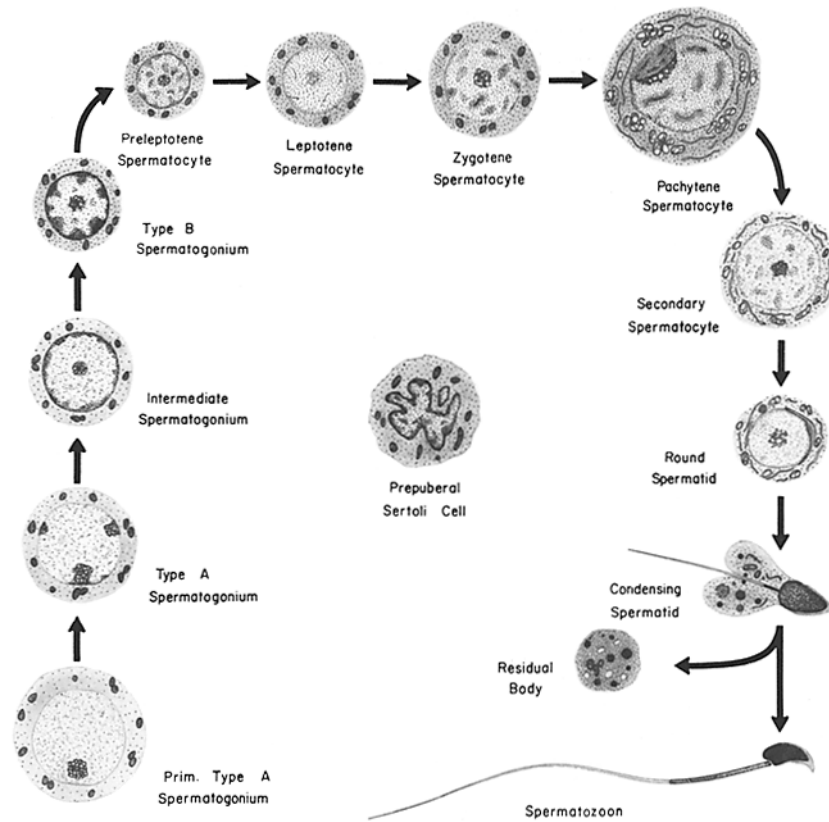 Preleptotene
Spermatocyte
Leptotene
Spermatocyte
Zygotene
Spermatocyte
Pachytene
Spermatocyte
Type B
Spermatogonium
Secondary
Spermatocyte
Intermediate
Spermatogonium
Prepuberal
Sertoli Cell
Round
Spermatid
Type A
Spermatogonium
Condensing
Spermatid
Residual
Body
Prim. Type A
Spermatogonium
Spermatozoon